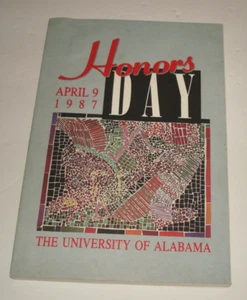 Honors
APRIL 9
1987
DAY
THE UNIVERSITY OF ALABAMA